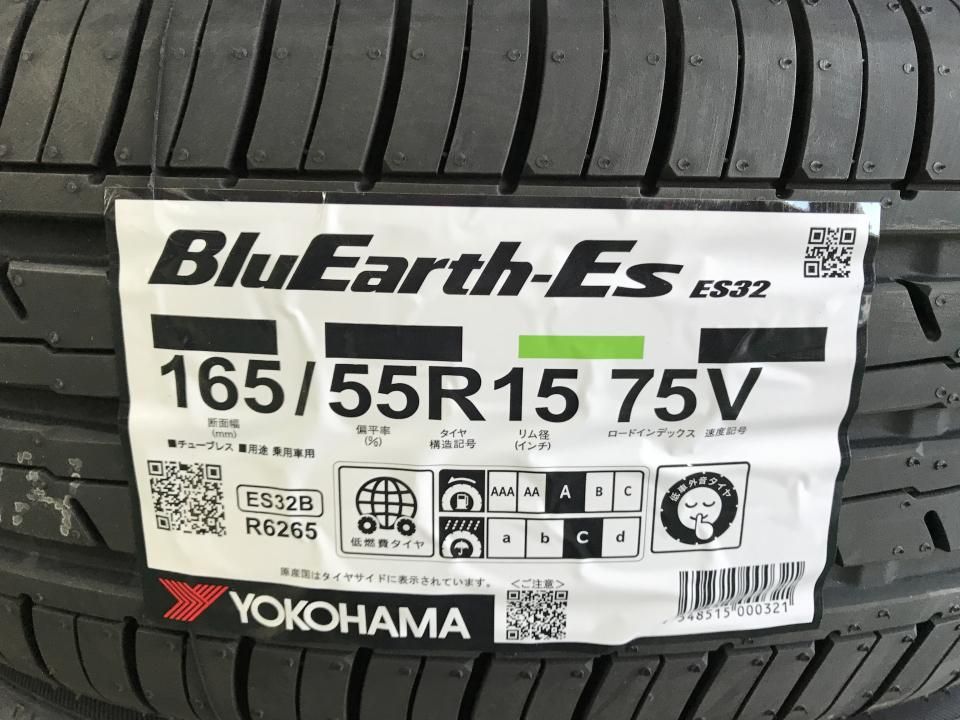 BluEarth-Es ES32
165/55R15 75V
断面幅
(mm)
偏平率
(%)
タイヤ
構造記号
リム径
(インチ)
ロードインデックス
速度記号
■チューブレス ■用途 乗用車用
ES32B
R6265
低燃費タイヤ
AAA AA A B C
a b c d
低車外音タイヤ
原産国はタイヤサイドに表示されています。
<ご注意>
YOKOHAMA
548515 000321